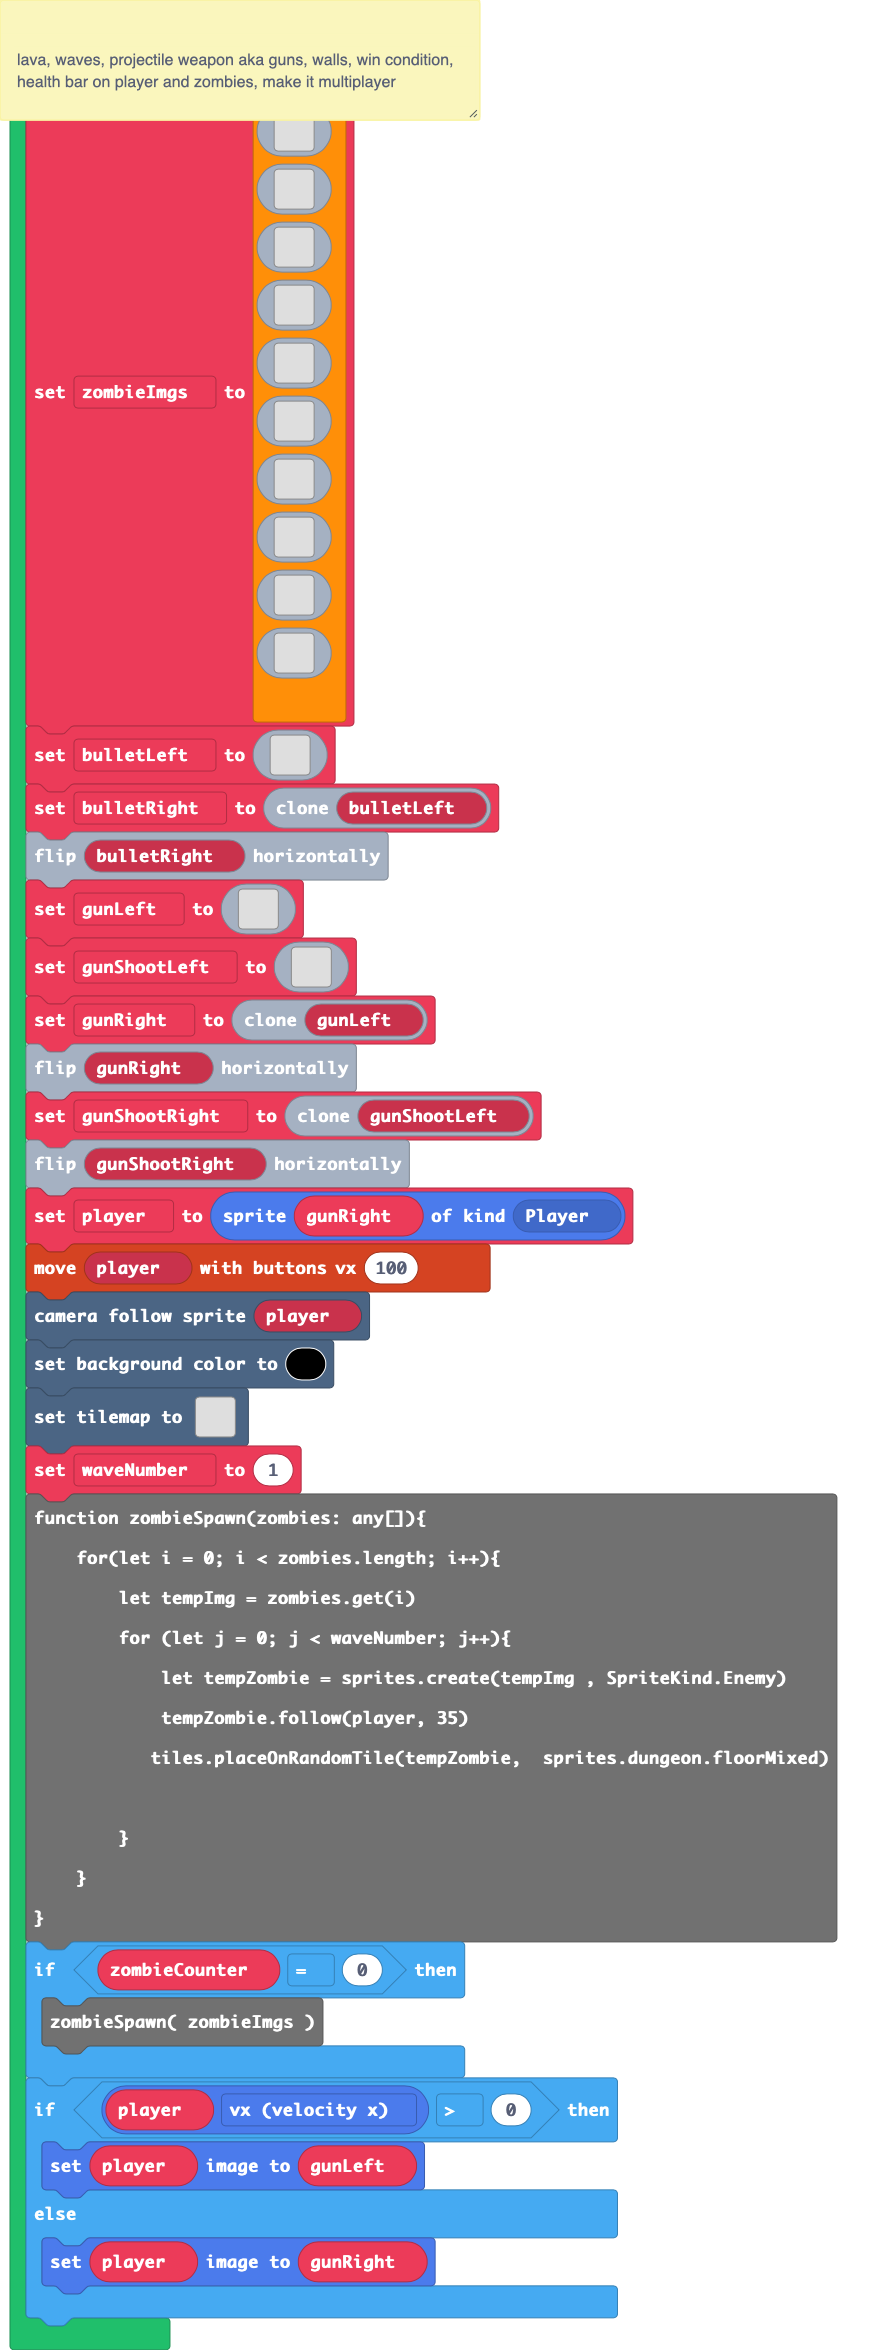 lava, waves, projectile weapon aka guns, walls, win condition,
health bar on player and zombies, make it multiplayer
set zombieImgs to
set bulletLeft to
set bulletRight to clone bulletLeft
flip bulletRight horizontally
set gunLeft to
set gunShootLeft to
set gunRight to clone gunLeft
flip gunRight horizontally
set gunShootRight to clone gunShootLeft
flip gunShootRight horizontally
set player to sprite gunRight of kind Player
move player with buttons vx 100
camera follow sprite player
set background color to
set tilemap to
set waveNumber to 1
function zombieSpawn(zombies: any[]){
for(let i = 0; i < zombies.length; i++){
let tempImg = zombies.get(i)
for (let j = 0; j < waveNumber; j++){
let tempZombie = sprites.create(tempImg , SpriteKind.Enemy)
tempZombie.follow(player, 35)
tiles.placeOnRandomTile(tempZombie,  sprites.dungeon.floorMixed)
}
}
}
if zombieCounter = 0 then
zombieSpawn( zombieImgs )
if player vx (velocity x) > 0 then
set player image to gunLeft
else
set player image to gunRight